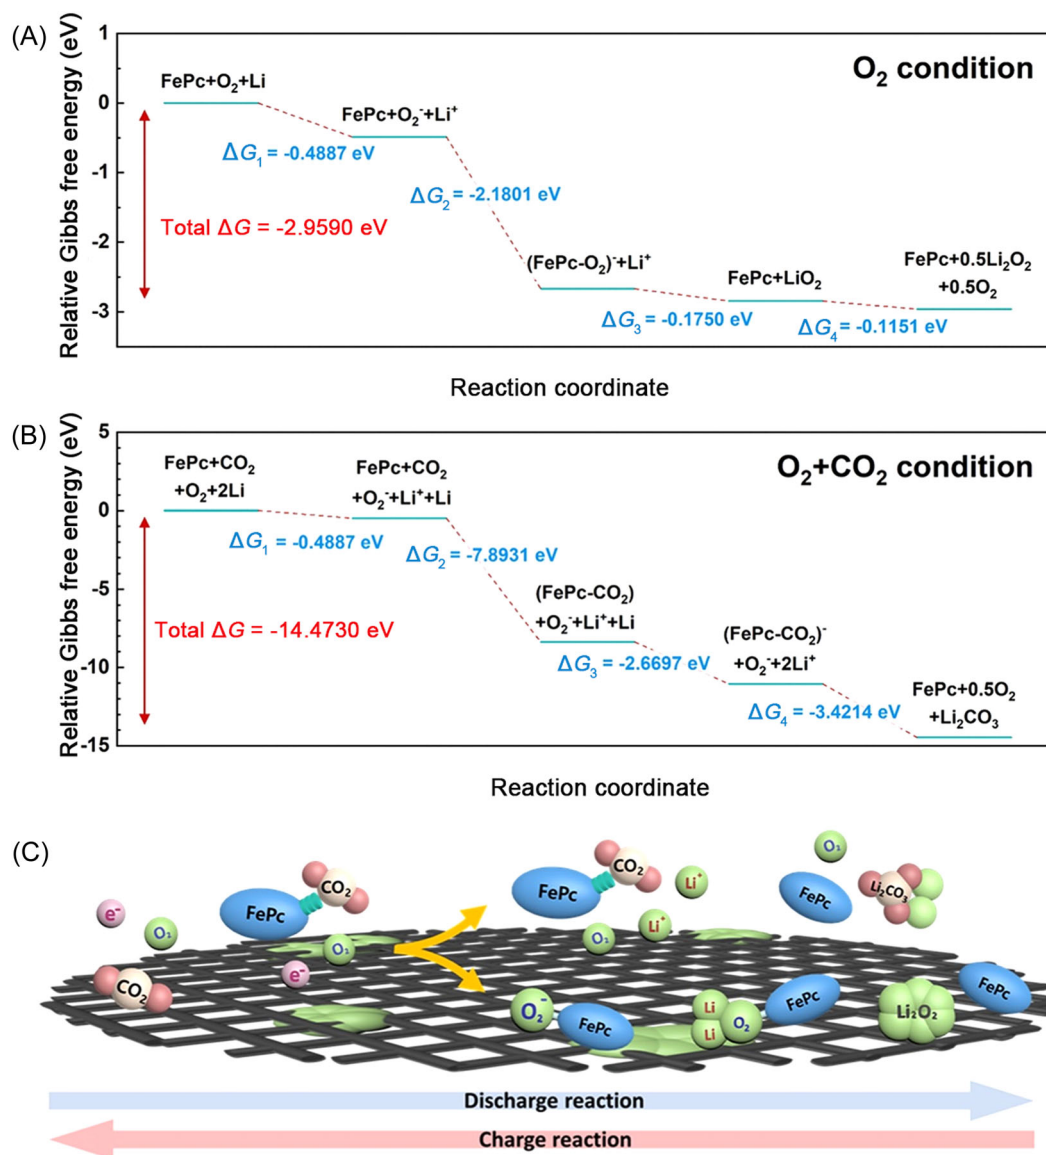 (A)
Relative Gibbs free energy (eV)
1
0
-1
-2
-3
O₂ condition
FePc+O₂+Li
FePc+O₂⁻+Li⁺
ΔG₁ = -0.4887 eV
ΔG₂ = -2.1801 eV
Total ΔG = -2.9590 eV
(FePc-O₂)⁻+Li⁺
FePc+LiO₂
FePc+0.5Li₂O₂
+0.5O₂
ΔG₃ = -0.1750 eV
ΔG₄ = -0.1151 eV
Reaction coordinate
(B)
Relative Gibbs free energy (eV)
5
0
-5
-10
-15
O₂+CO₂ condition
FePc+CO₂
+O₂+2Li
FePc+CO₂
+O₂⁻+Li⁺+Li
ΔG₁ = -0.4887 eV
ΔG₂ = -7.8931 eV
Total ΔG = -14.4730 eV
(FePc-CO₂)
+O₂⁻+Li⁺+Li
ΔG₃ = -2.6697 eV
(FePc-CO₂)⁻
+O₂⁻+2Li⁺
ΔG₄ = -3.4214 eV
FePc+0.5O₂
+Li₂CO₃
Reaction coordinate
(C)
e⁻
O₁
CO₂
FePc
CO₂
O₁
e⁻
FePc
CO₂
Li⁺
O₁
Li⁺
O₁
FePc
Li₂CO₃
O₂⁻
FePc
Li
Li
O₂
FePc
Li₂O₂
FePc
Discharge reaction
Charge reaction